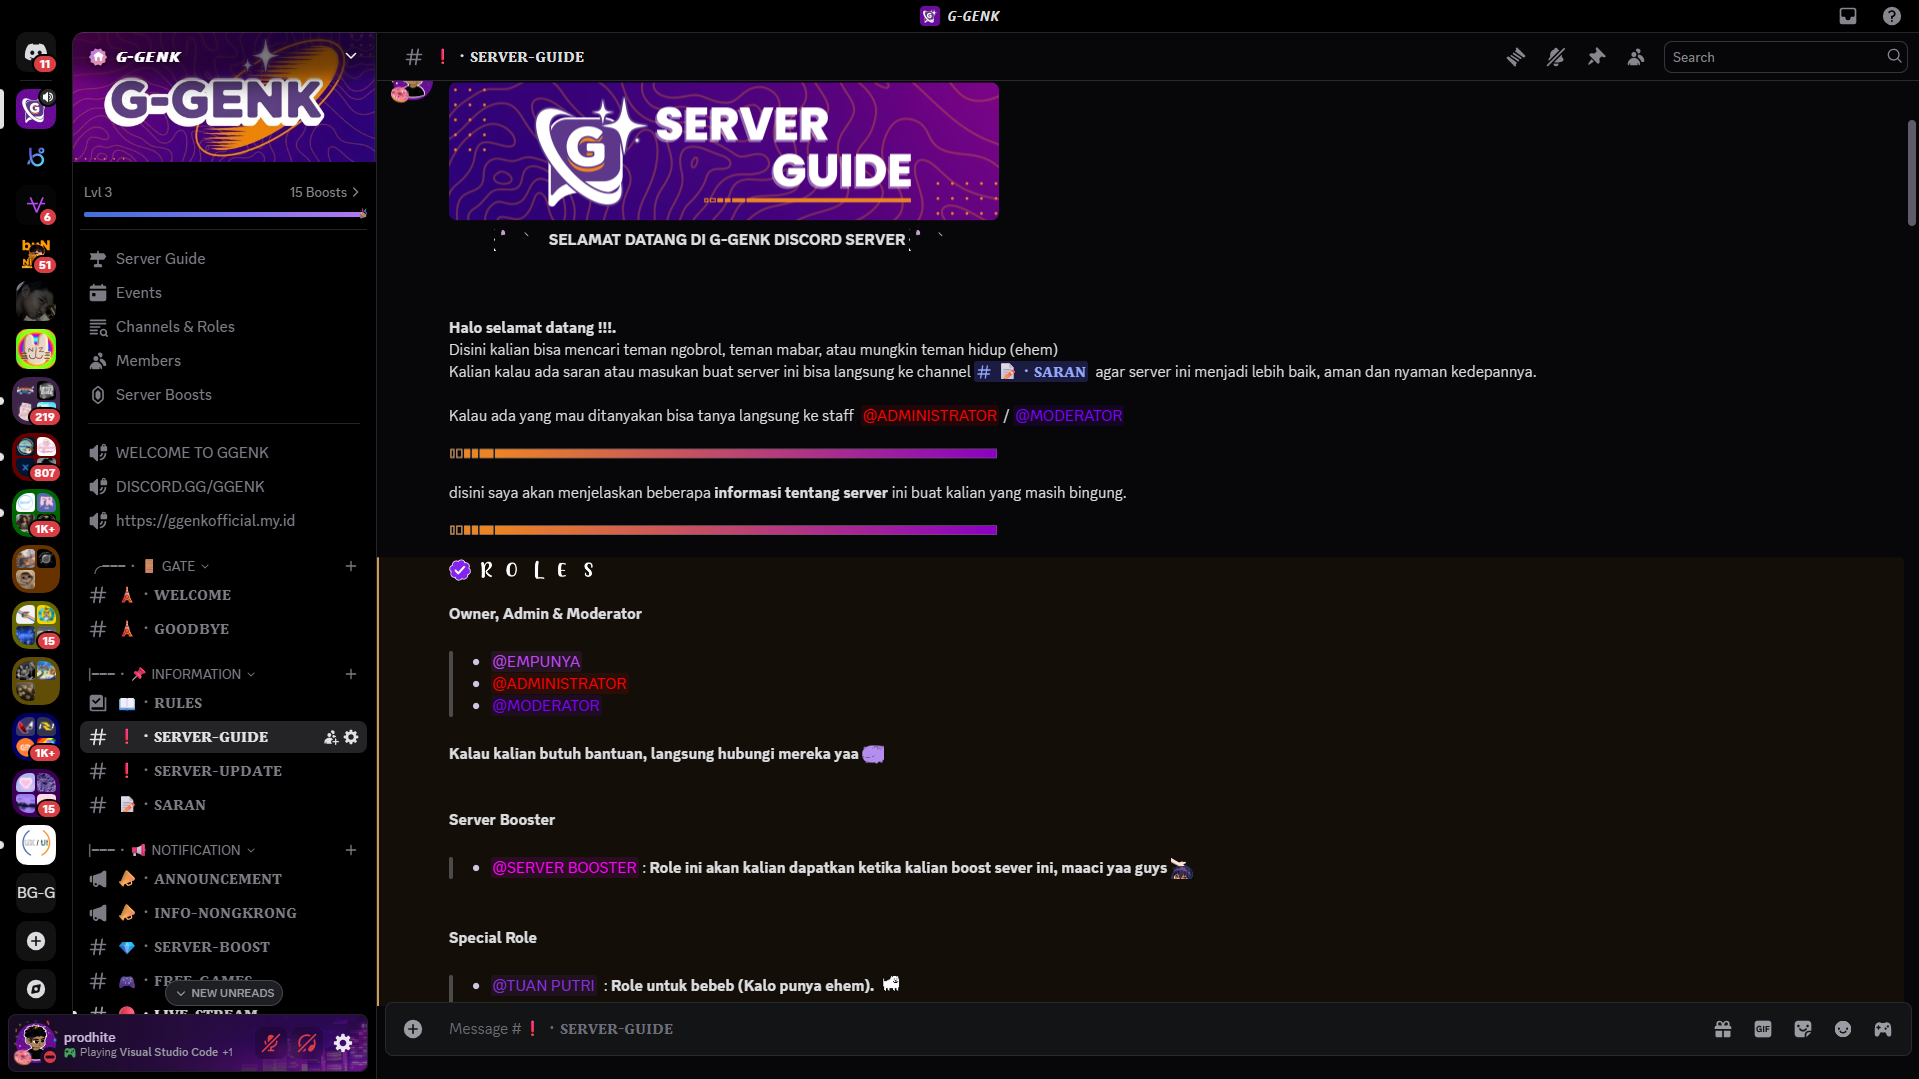 G-GENK
G-GENK
G-GENK
Lvl 3
15 Boosts
Server Guide
Events
Channels & Roles
Members
Server Boosts
WELCOME TO GGENK
DISCORD.GG/GGENK
https://ggenkofficial.my.id
GATE
# · WELCOME
# · GOODBYE
INFORMATION
· RULES
# ❗ · SERVER-GUIDE
# ❗ · SERVER-UPDATE
# · SARAN
NOTIFICATION
· ANNOUNCEMENT
· INFO-NONGKRONG
# · SERVER-BOOST
# · FREE-GAMES
NEW UNREADS
# · LIVE-STREAM
prodhite
Playing Visual Studio Code +1
11
6
51
219
807
1K+
15
1K+
15
UX / UI
BG-G
# ❗ · SERVER-GUIDE
Search
G SERVER
GUIDE
SELAMAT DATANG DI G-GENK DISCORD SERVER
Halo selamat datang !!!.
Disini kalian bisa mencari teman ngobrol, teman mabar, atau mungkin teman hidup (ehem)
Kalian kalau ada saran atau masukan buat server ini bisa langsung ke channel # 📝 · SARAN agar server ini menjadi lebih baik, aman dan nyaman kedepannya.
Kalau ada yang mau ditanyakan bisa tanya langsung ke staff @ADMINISTRATOR / @MODERATOR
disini saya akan menjelaskan beberapa informasi tentang server ini buat kalian yang masih bingung.
R O L E S
Owner, Admin & Moderator
• @EMPUNYA
• @ADMINISTRATOR
• @MODERATOR
Kalau kalian butuh bantuan, langsung hubungi mereka yaa
Server Booster
• @SERVER BOOSTER : Role ini akan kalian dapatkan ketika kalian boost sever ini, maaci yaa guys
Special Role
• @TUAN PUTRI : Role untuk bebeb (Kalo punya ehem).
Message # ❗ · SERVER-GUIDE
GIF